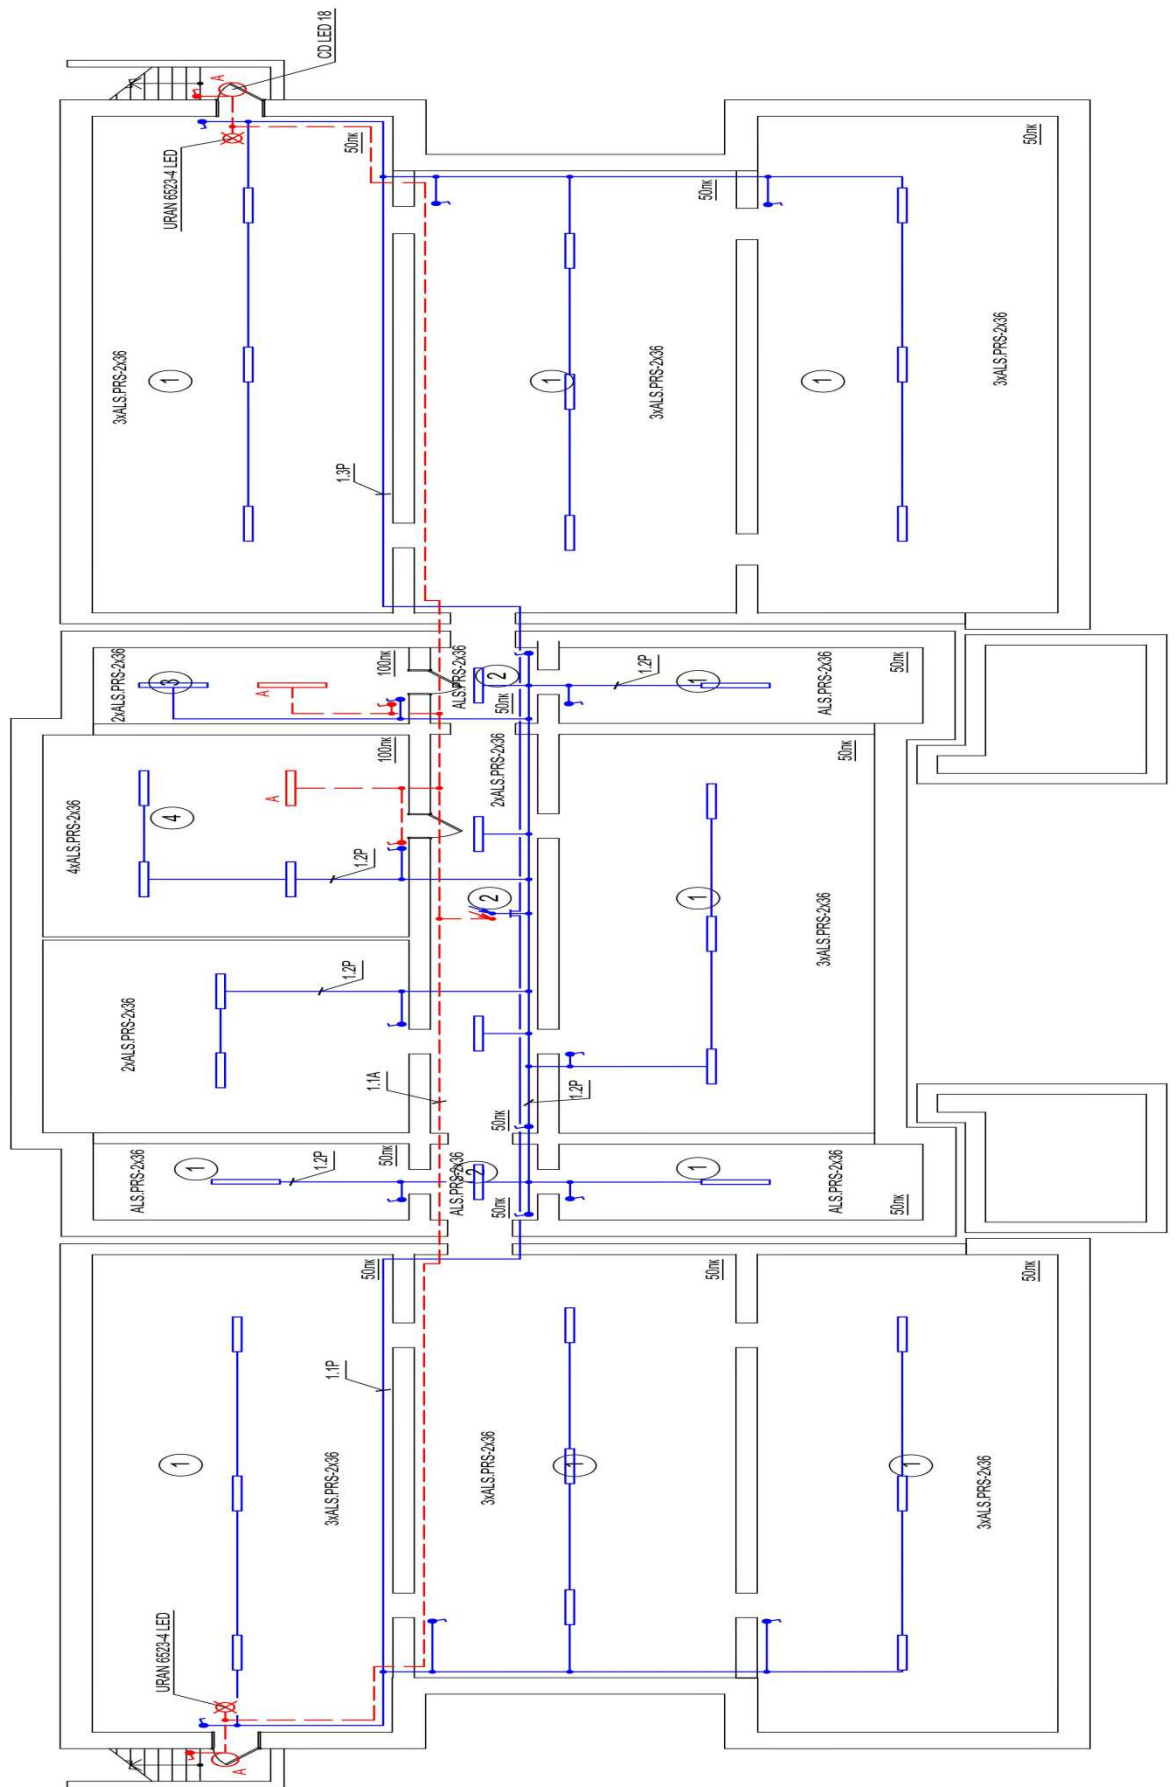 CD LED 18
A
URAN 6523-4 LED
50лк
3xALS.PRS-2x36
1
1.3P
3xALS.PRS-2x36
1
50лк
3xALS.PRS-2x36
1
50лк
2xALS.PRS-2x36
3
A
100лк
ALS.PRS-2x36
2
50лк
1.2P
1
ALS.PRS-2x36
50лк
4xALS.PRS-2x36
4
A
100лк
1.2P
2xALS.PRS-2x36
50лк
2
1
3xALS.PRS-2x36
50лк
2xALS.PRS-2x36
1.2P
1.1A
50лк
1.2P
ALS.PRS-2x36
1
1.2P
50лк
ALS.PRS-2x36
2
50лк
1
ALS.PRS-2x36
50лк
1
50лк
3xALS.PRS-2x36
1.1P
3xALS.PRS-2x36
1
50лк
3xALS.PRS-2x36
1
50лк
URAN 6523-4 LED
A